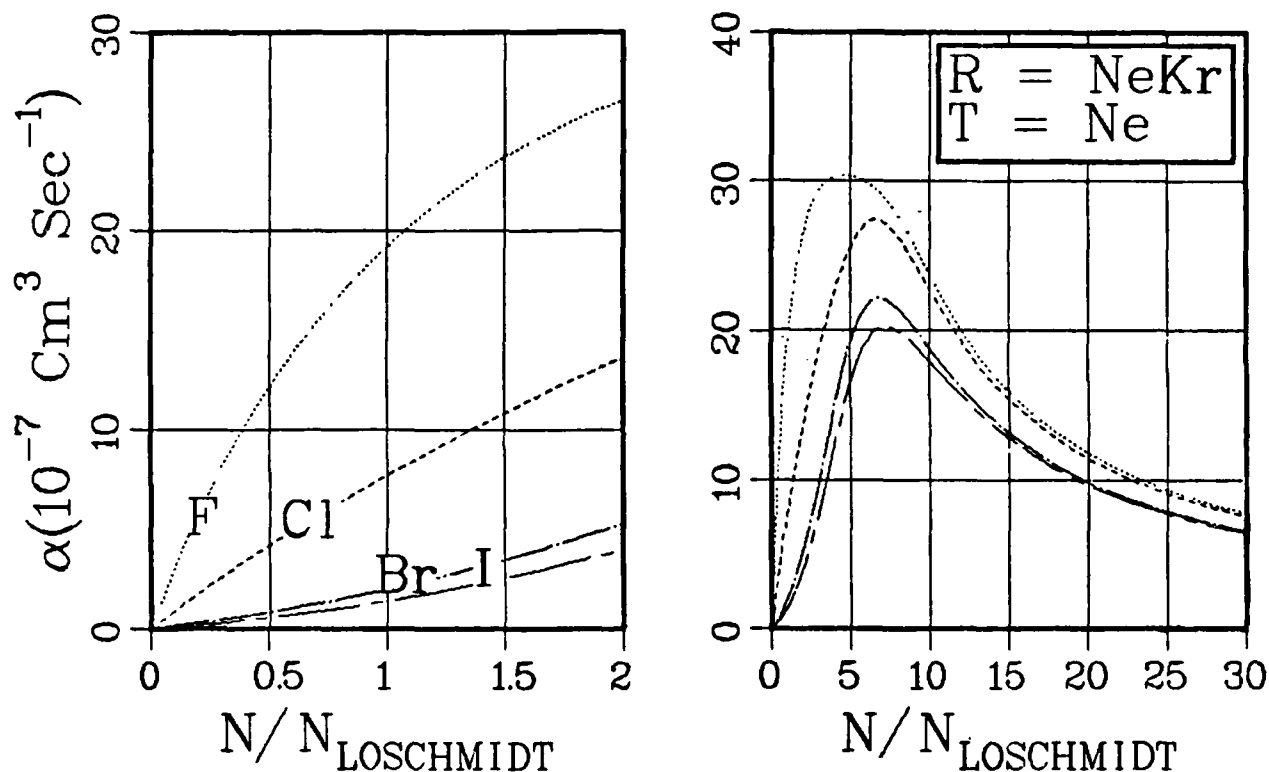 α(10⁻⁷ Cm³ Sec⁻¹)
30
20
10
0
F
Cl
Br
I
0 0.5 1 1.5 2
N/N_LOSCHMIDT
40
30
20
10
0
R = NeKr
T = Ne
0 5 10 15 20 25 30
N/N_LOSCHMIDT